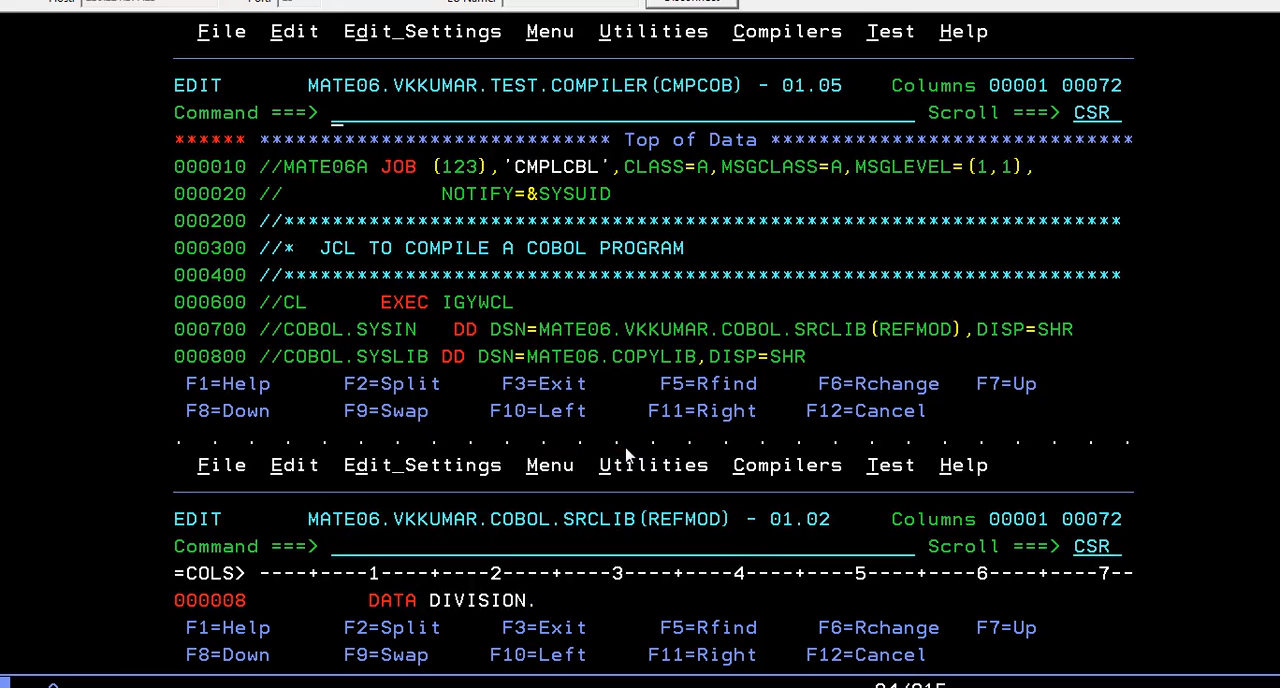 File Edit Edit_Settings Menu Utilities Compilers Test Help
EDIT MATE06.VKKUMAR.TEST.COMPILER(CMPCOB) - 01.05 Columns 00001 00072
Command ===> Scroll ===> CSR
****** ***************************** Top of Data ******************************
000010 //MATE06A JOB (123),'CMPLCBL',CLASS=A,MSGCLASS=A,MSGLEVEL=(1,1),
000020 // NOTIFY=&SYSUID
000200 //*********************************************************************
000300 //* JCL TO COMPILE A COBOL PROGRAM
000400 //*********************************************************************
000600 //CL EXEC IGYWCL
000700 //COBOL.SYSIN DD DSN=MATE06.VKKUMAR.COBOL.SRCLIB(REFMOD),DISP=SHR
000800 //COBOL.SYSLIB DD DSN=MATE06.COPYLIB,DISP=SHR
F1=Help F2=Split F3=Exit F5=Rfind F6=Rchange F7=Up
F8=Down F9=Swap F10=Left F11=Right F12=Cancel
. . . . . . . . . . . . . . . . . . . . . . . . . . .
File Edit Edit_Settings Menu Utilities Compilers Test Help
EDIT MATE06.VKKUMAR.COBOL.SRCLIB(REFMOD) - 01.02 Columns 00001 00072
Command ===> Scroll ===> CSR
=COLS> ----+----1----+----2----+----3----+----4----+----5----+----6----+----7--
000008 DATA DIVISION.
F1=Help F2=Split F3=Exit F5=Rfind F6=Rchange F7=Up
F8=Down F9=Swap F10=Left F11=Right F12=Cancel